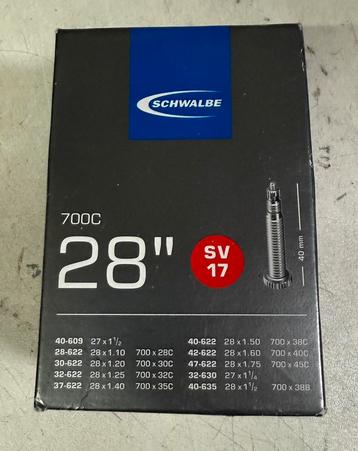 SCHWALBE
700C
28"
SV
17
40 mm
40-609 27 x 1 1/2
28-622 28 x 1.10 700 x 28C
30-622 28 x 1.20 700 x 30C
32-622 28 x 1.25 700 x 32C
37-622 28 x 1.40 700 x 35C
40-622 28 x 1.50 700 x 38C
42-622 28 x 1.60 700 x 40C
47-622 28 x 1.75 700 x 45C
32-630 27 x 1 1/4
40-635 28 x 1 1/2 700 x 38B